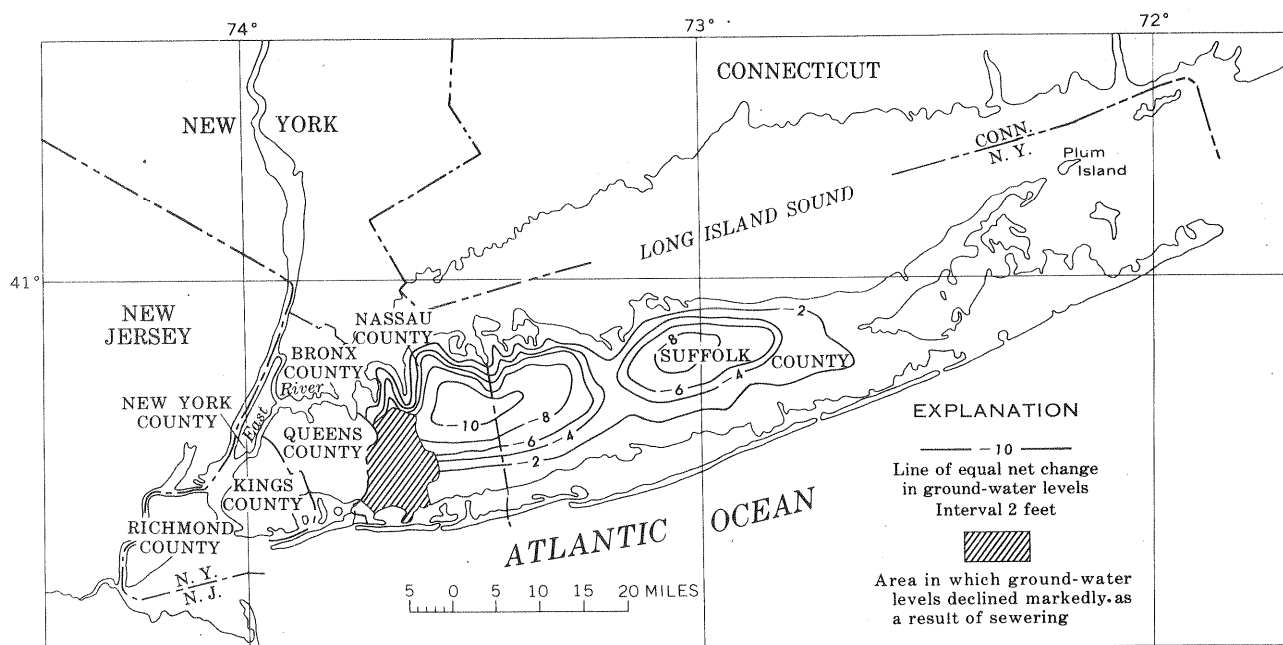 74°
73°
72°
CONNECTICUT
NEW YORK
CONN.
N. Y.
Plum
Island
LONG ISLAND SOUND
41°
NEW
JERSEY
NASSAU
COUNTY
BRONX
COUNTY
River
East
NEW YORK
COUNTY
QUEENS
COUNTY
KINGS
COUNTY
RICHMOND
COUNTY
N. Y.
N. J.
-2
8
SUFFOLK
COUNTY
-6
-4
-10
-8
-6
-4
-2
ATLANTIC OCEAN
5 0 5 10 15 20 MILES
EXPLANATION
-10
Line of equal net change
in ground-water levels
Interval 2 feet
Area in which ground-water
levels declined markedly as
a result of sewering